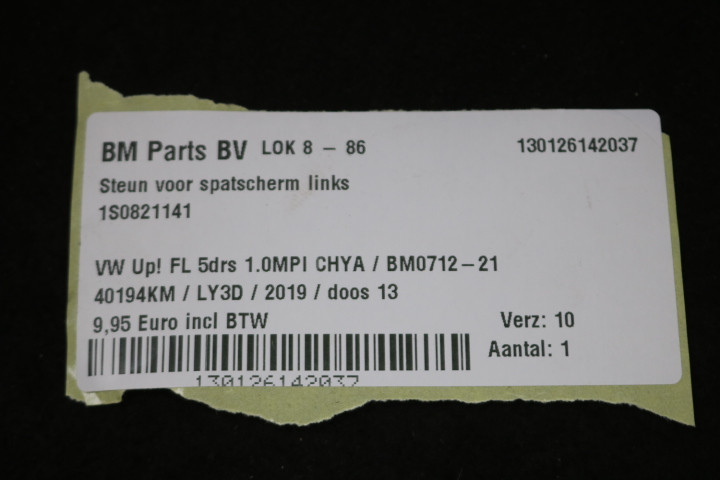 BM Parts BV LOK 8 - 86 130126142037
Steun voor spatscherm links
1S0821141
VW Up! FL 5drs 1.0MPI CHYA / BM0712-21
40194KM / LY3D / 2019 / doos 13
9,95 Euro incl BTW Verz: 10
Aantal: 1
130126142037